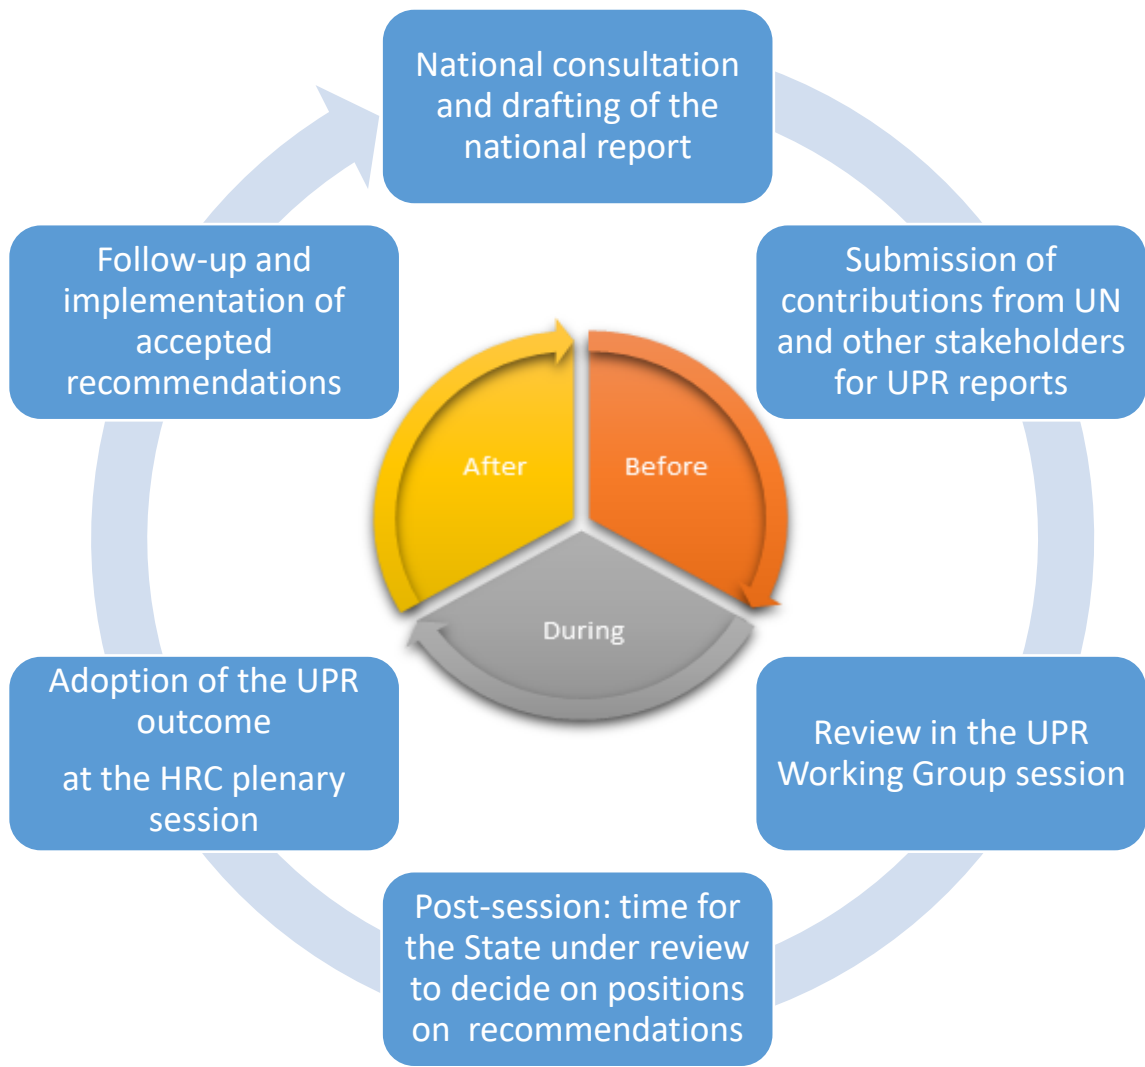 National consultation
and drafting of the
national report
Submission of
contributions from UN
and other stakeholders
for UPR reports
Review in the UPR
Working Group session
Post-session: time for
the State under review
to decide on positions
on  recommendations
Adoption of the UPR
outcome
at the HRC plenary
session
Follow-up and
implementation of
accepted
recommendations
Before
During
After